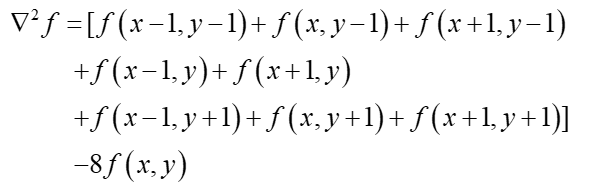 ∇²f =[f(x−1,y−1)+f(x,y−1)+f(x+1,y−1)
+f(x−1,y)+f(x+1,y)
+f(x−1,y+1)+f(x,y+1)+f(x+1,y+1)]
−8f(x,y)